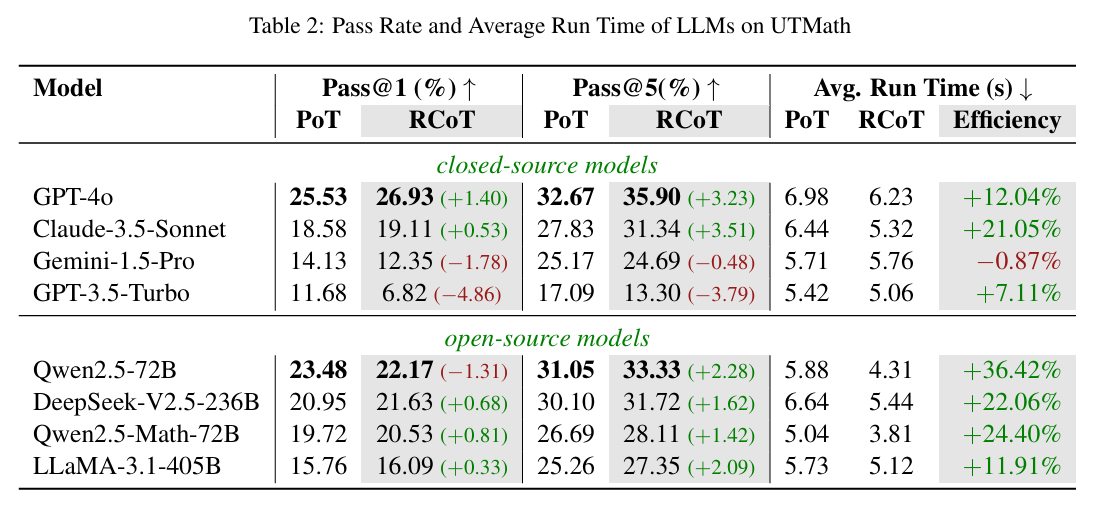 Table 2: Pass Rate and Average Run Time of LLMs on UTMath
Model Pass@1 (%) ↑ Pass@5(%) ↑ Avg. Run Time (s) ↓
PoT RCoT PoT RCoT PoT RCoT Efficiency
closed-source models
GPT-4o 25.53 26.93 (+1.40) 32.67 35.90 (+3.23) 6.98 6.23 +12.04%
Claude-3.5-Sonnet 18.58 19.11 (+0.53) 27.83 31.34 (+3.51) 6.44 5.32 +21.05%
Gemini-1.5-Pro 14.13 12.35 (−1.78) 25.17 24.69 (−0.48) 5.71 5.76 −0.87%
GPT-3.5-Turbo 11.68 6.82 (−4.86) 17.09 13.30 (−3.79) 5.42 5.06 +7.11%
open-source models
Qwen2.5-72B 23.48 22.17 (−1.31) 31.05 33.33 (+2.28) 5.88 4.31 +36.42%
DeepSeek-V2.5-236B 20.95 21.63 (+0.68) 30.10 31.72 (+1.62) 6.64 5.44 +22.06%
Qwen2.5-Math-72B 19.72 20.53 (+0.81) 26.69 28.11 (+1.42) 5.04 3.81 +24.40%
LLaMA-3.1-405B 15.76 16.09 (+0.33) 25.26 27.35 (+2.09) 5.73 5.12 +11.91%